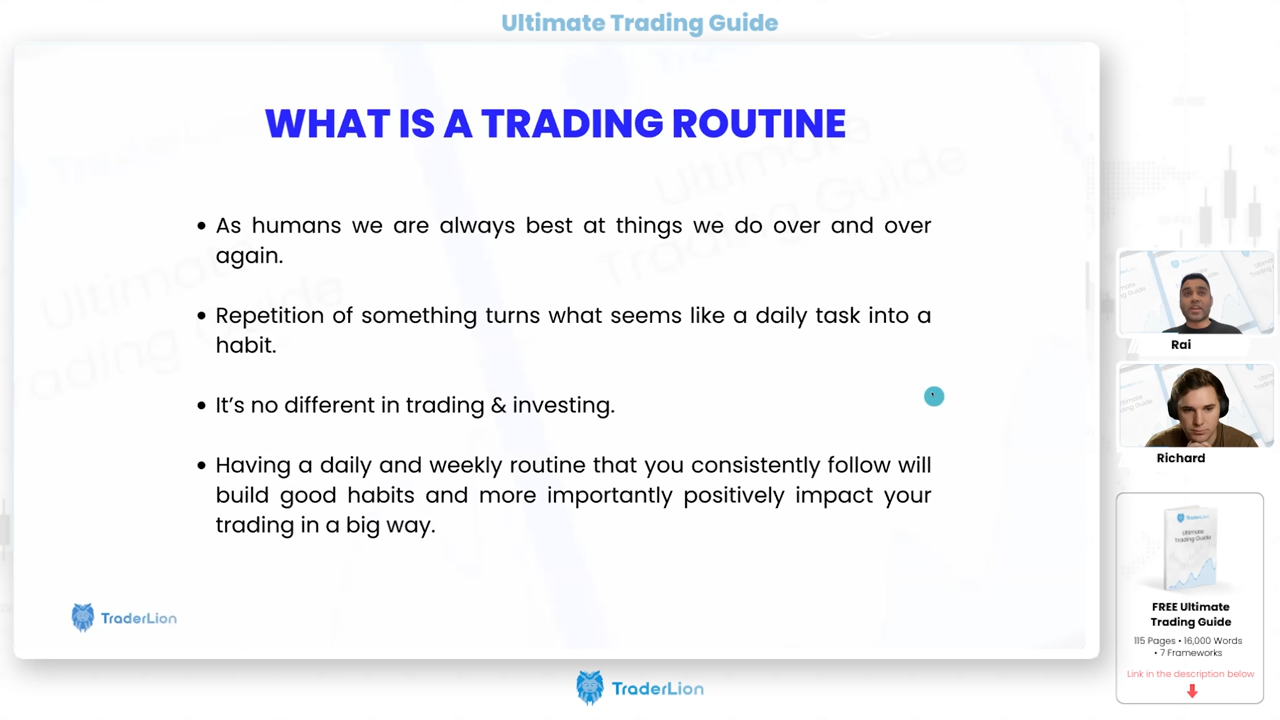 Ultimate Trading Guide
WHAT IS A TRADING ROUTINE
• As humans we are always best at things we do over and over
again.
• Repetition of something turns what seems like a daily task into a
habit.
• It's no different in trading & investing.
• Having a daily and weekly routine that you consistently follow will
build good habits and more importantly positively impact your
trading in a big way.
TraderLion
TraderLion
Rai
Richard
TraderLion
Ultimate
Trading Guide
FREE Ultimate
Trading Guide
115 Pages • 16,000 Words
• 7 Frameworks
Link in the description below